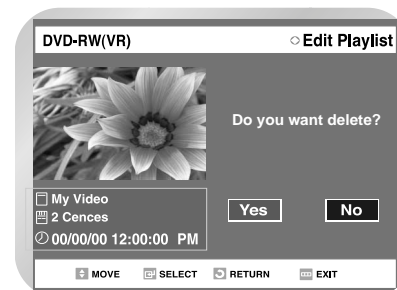 DVD-RW(VR) Edit Playlist
Do you want delete?
My Video
2 Cences
00/00/00 12:00:00 PM
Yes No
MOVE SELECT RETURN EXIT